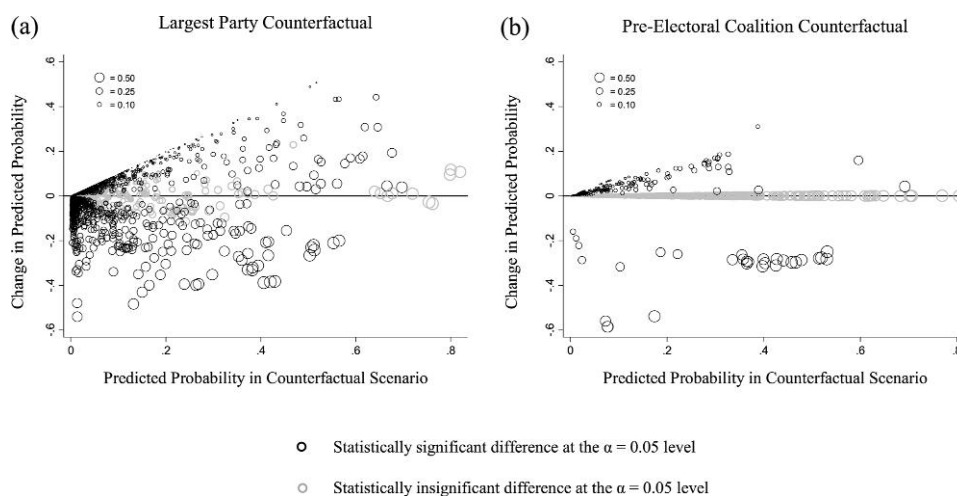 (a) Largest Party Counterfactual
Change in Predicted Probability
.6
.4
.2
0
.2
.4
.6
= 0.50
= 0.25
= 0.10
0 .2 .4 .6 .8
Predicted Probability in Counterfactual Scenario
(b) Pre-Electoral Coalition Counterfactual
Change in Predicted Probability
.6
.4
.2
0
-.2
-.4
-.6
= 0.50
= 0.25
= 0.10
0 .2 .4 .6 .8
Predicted Probability in Counterfactual Scenario
Statistically significant difference at the α = 0.05 level
Statistically insignificant difference at the α = 0.05 level